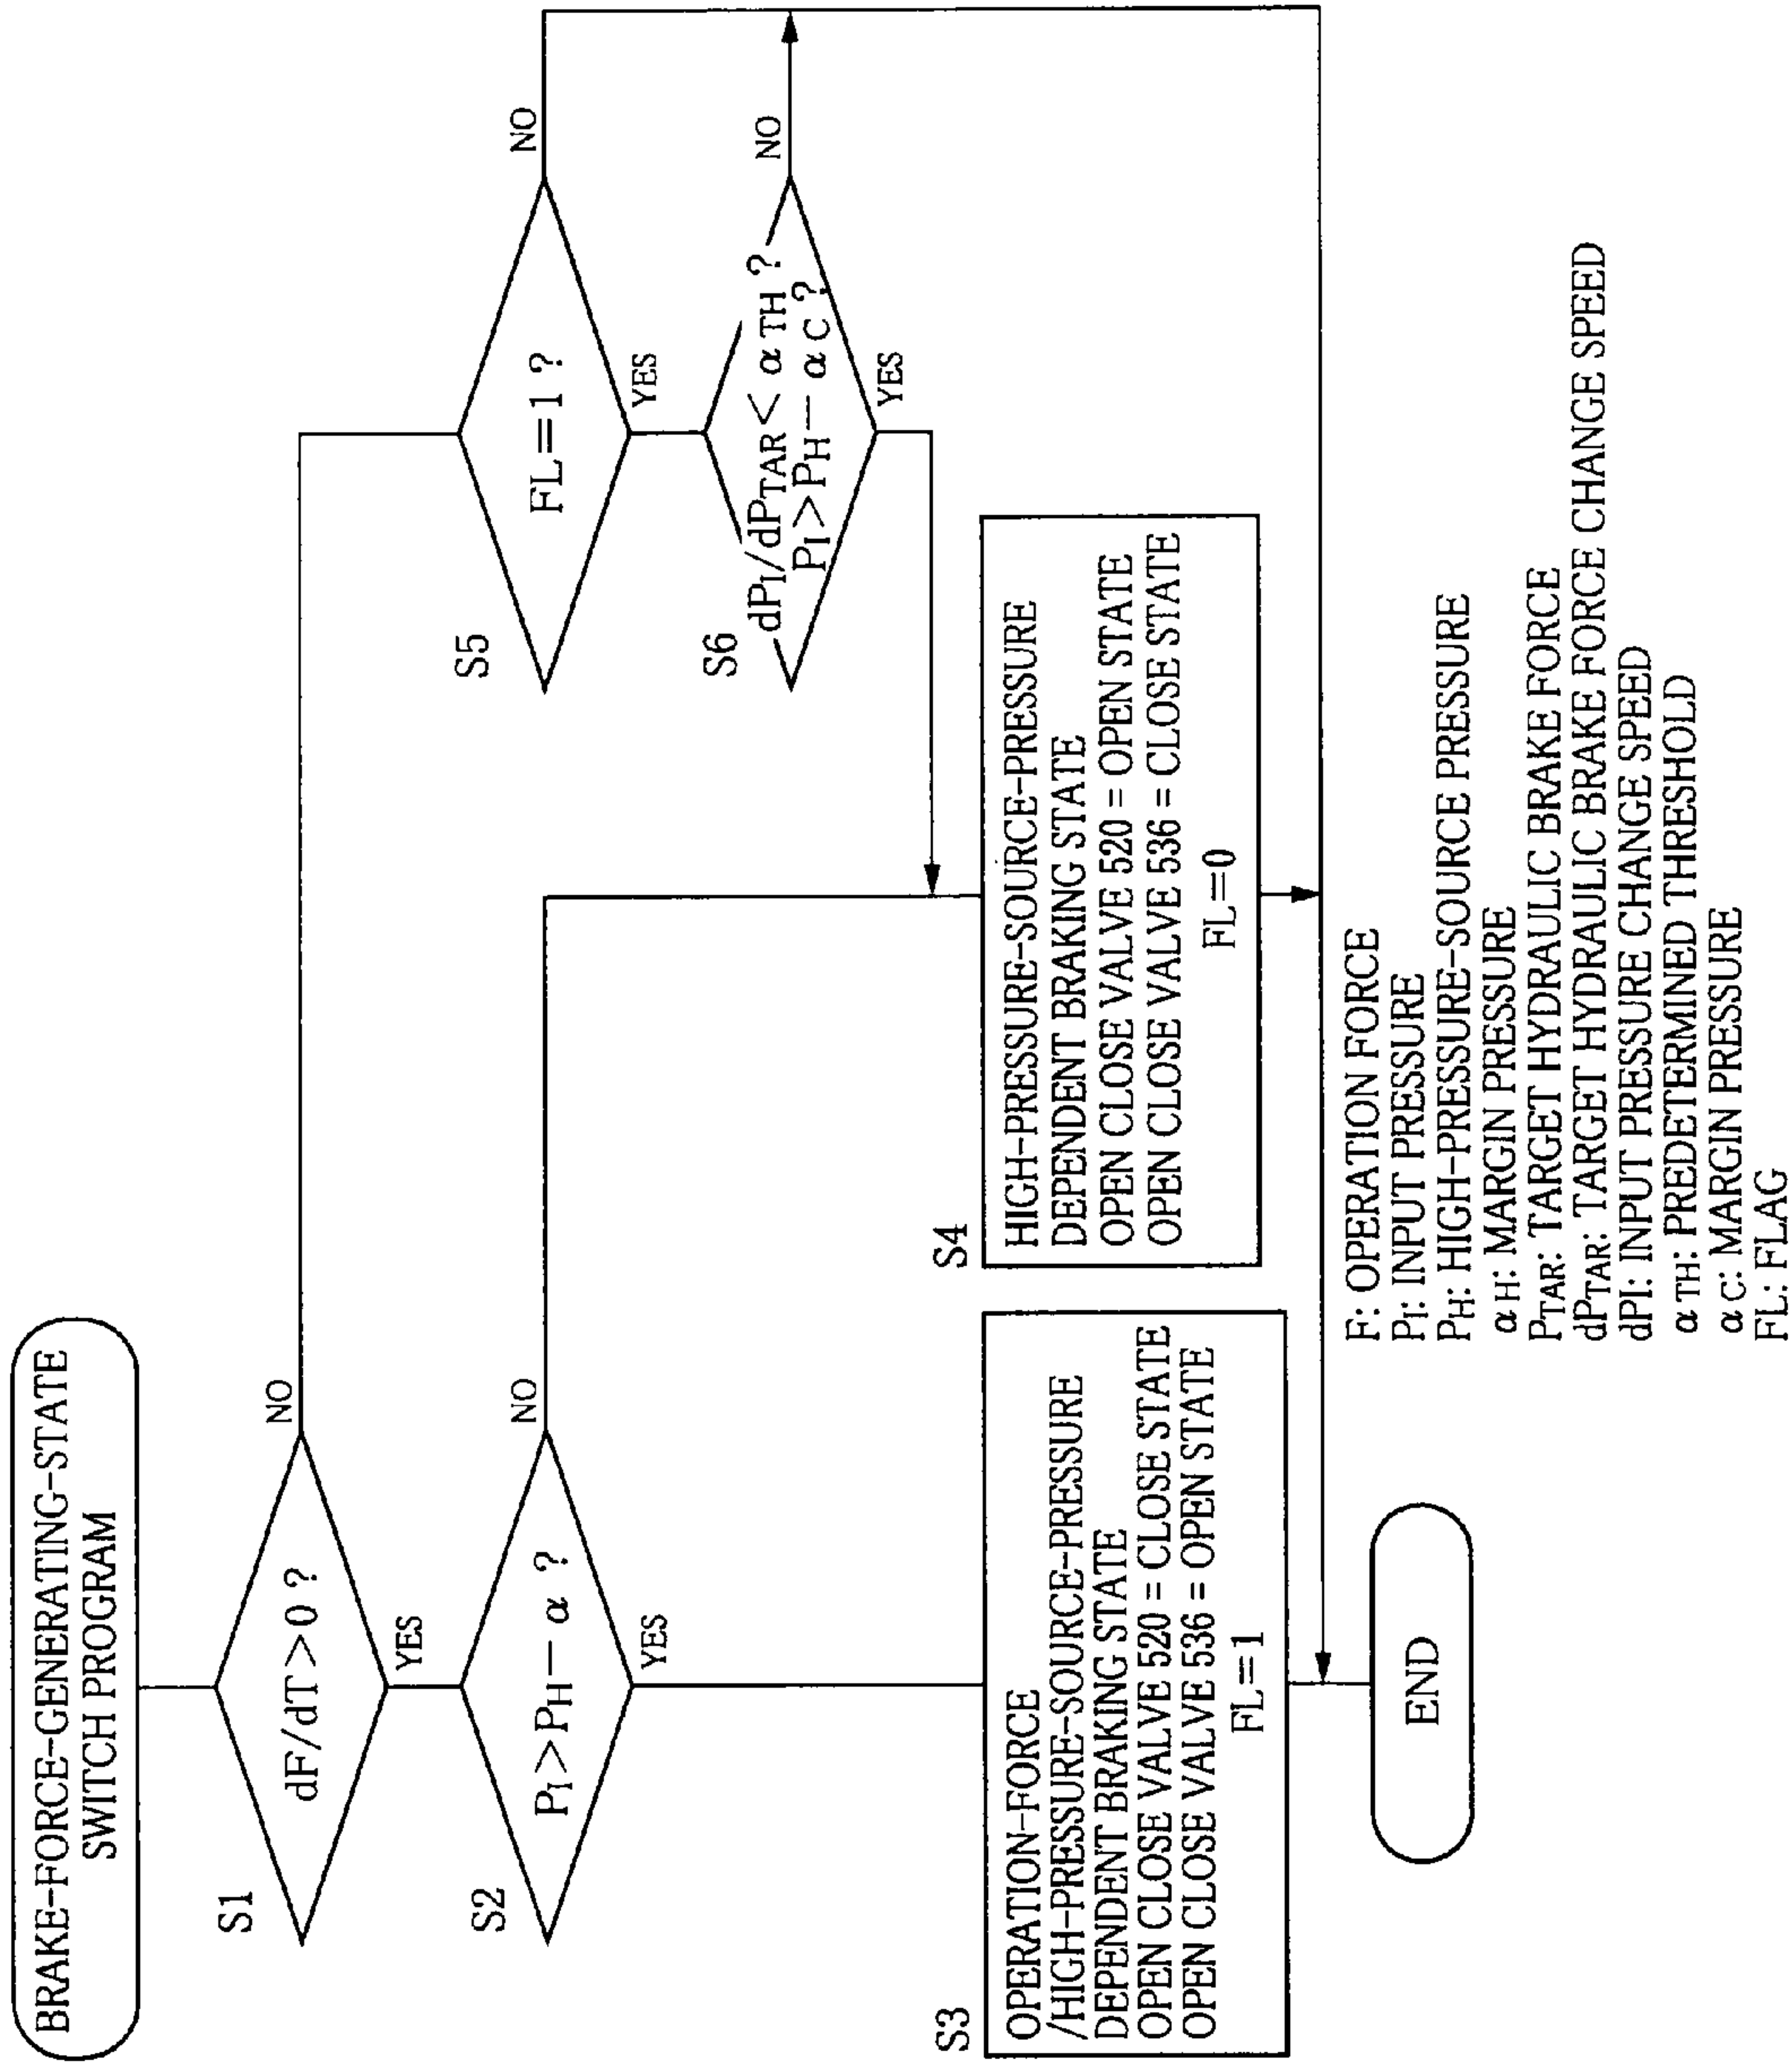 BRAKE-FORCE-GENERATING-STATE
SWITCH PROGRAM
S1
dF/dT>0 ?
NO
YES
S2
PI>PH-α ?
NO
YES
S3
OPERATION-FORCE
/HIGH-PRESSURE-SOURCE-PRESSURE
DEPENDENT BRAKING STATE
OPEN CLOSE VALVE 520 = CLOSE STATE
OPEN CLOSE VALVE 536 = OPEN STATE
FL=1
S4
HIGH-PRESSURE-SOURCE-PRESSURE
DEPENDENT BRAKING STATE
OPEN CLOSE VALVE 520 = OPEN STATE
OPEN CLOSE VALVE 536 = CLOSE STATE
FL=0
S5
FL=1 ?
NO
YES
S6
dPI/dPTAR<αTH ?
PI>PH-αC ?
NO
YES
END
F: OPERATION FORCE
PI: INPUT PRESSURE
PH: HIGH-PRESSURE-SOURCE PRESSURE
αH: MARGIN PRESSURE
PTAR: TARGET HYDRAULIC BRAKE FORCE
dPTAR: TARGET HYDRAULIC BRAKE FORCE CHANGE SPEED
dPI: INPUT PRESSURE CHANGE SPEED
αTH: PREDETERMINED THRESHOLD
αC: MARGIN PRESSURE
FL: FLAG